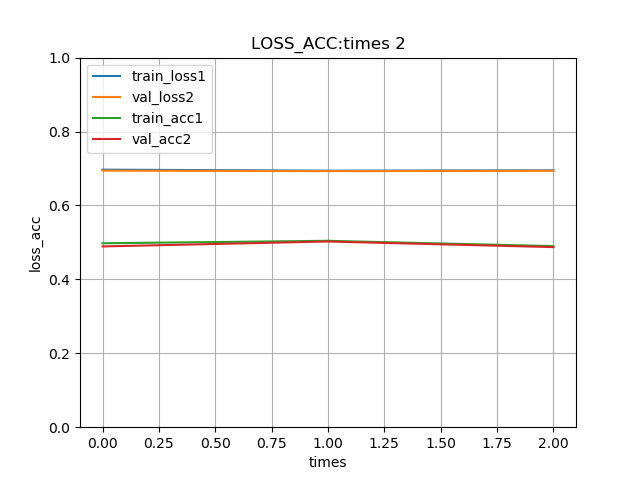 LOSS_ACC:times 2
train_loss1
val_loss2
train_acc1
val_acc2
1.0
0.8
0.6
0.4
0.2
0.0
loss_acc
0.00 0.25 0.50 0.75 1.00 1.25 1.50 1.75 2.00
times